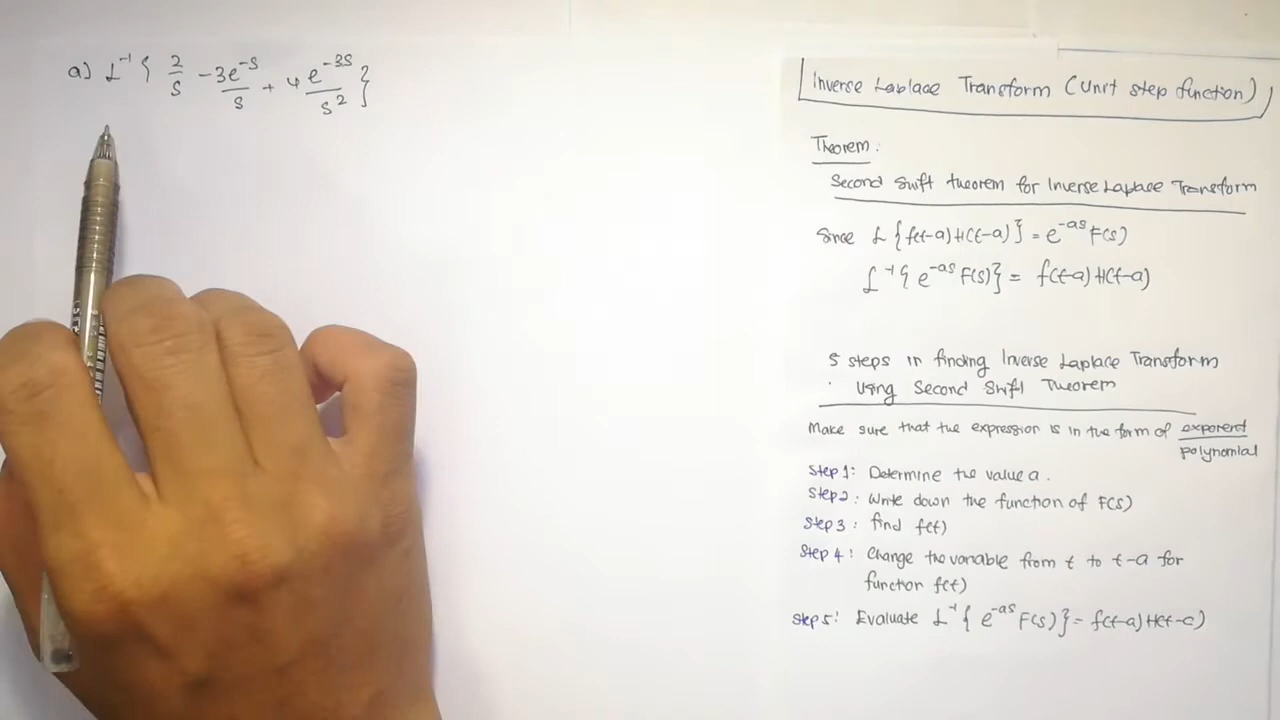 a) ℒ⁻¹ { 2/s - 3e^-s/s + 4 e^-3s/s² }
Inverse Laplace Transform (Unit step function)
Theorem:
Second Shift theorem for Inverse Laplace Transform
Since ℒ {f(t-a)H(t-a)} = e^-as F(s)
ℒ⁻¹{ e^-as F(s)} = f(t-a)H(t-a)
5 steps in finding Inverse Laplace Transform
Using Second Shift Theorem
Make sure that the expression is in the form of exponent/polynomial
Step 1: Determine the value a.
Step 2: Write down the function of F(s)
Step 3: find f(t)
Step 4: Change the variable from t to t-a for
function f(t)
Step 5: Evaluate ℒ⁻¹{ e^-as F(s)} = f(t-a)H(t-c)